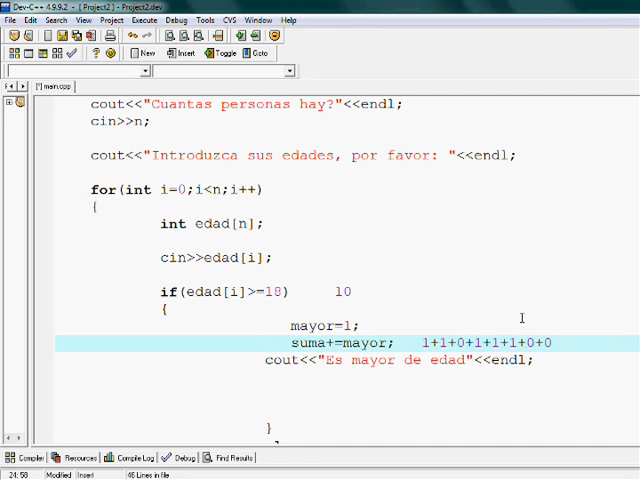 Dev-C++ 4.9.9.2 - [ Project2 ] - Project2.dev
File Edit Search View Project Execute Debug Tools CVS Window Help
New Insert Toggle Goto
[*] main.cpp
cout<<"Cuantas personas hay?"<<endl;
cin>>n;
cout<<"Introduzca sus edades, por favor: "<<endl;
for(int i=0;i<n;i++)
{
int edad[n];
cin>>edad[i];
if(edad[i]>=18) 10
{
mayor=1;
suma+=mayor; 1+1+0+1+1+1+0+0
cout<<"Es mayor de edad"<<endl;
}
Compiler Resources Compile Log Debug Find Results
24: 58 Modified Insert 46 Lines in file